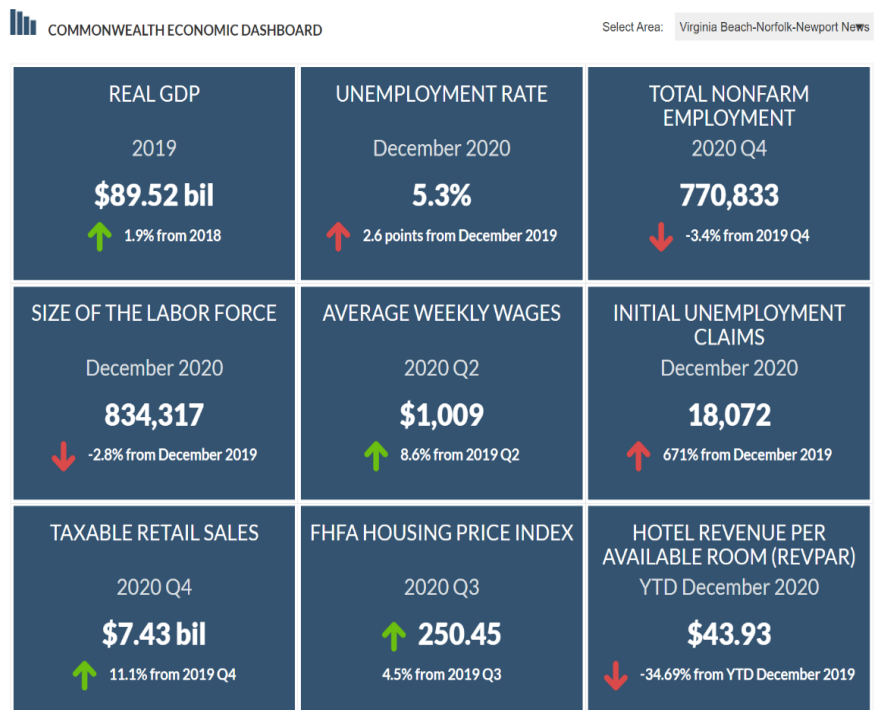 COMMONWEALTH ECONOMIC DASHBOARD
Select Area: Virginia Beach-Norfolk-Newport News
REAL GDP
2019
$89.52 bil
1.9% from 2018
UNEMPLOYMENT RATE
December 2020
5.3%
2.6 points from December 2019
TOTAL NONFARM
EMPLOYMENT
2020 Q4
770,833
-3.4% from 2019 Q4
SIZE OF THE LABOR FORCE
December 2020
834,317
-2.8% from December 2019
AVERAGE WEEKLY WAGES
2020 Q2
$1,009
8.6% from 2019 Q2
INITIAL UNEMPLOYMENT
CLAIMS
December 2020
18,072
671% from December 2019
TAXABLE RETAIL SALES
2020 Q4
$7.43 bil
11.1% from 2019 Q4
FHFA HOUSING PRICE INDEX
2020 Q3
250.45
4.5% from 2019 Q3
HOTEL REVENUE PER
AVAILABLE ROOM (REVPAR)
YTD December 2020
$43.93
-34.69% from YTD December 2019